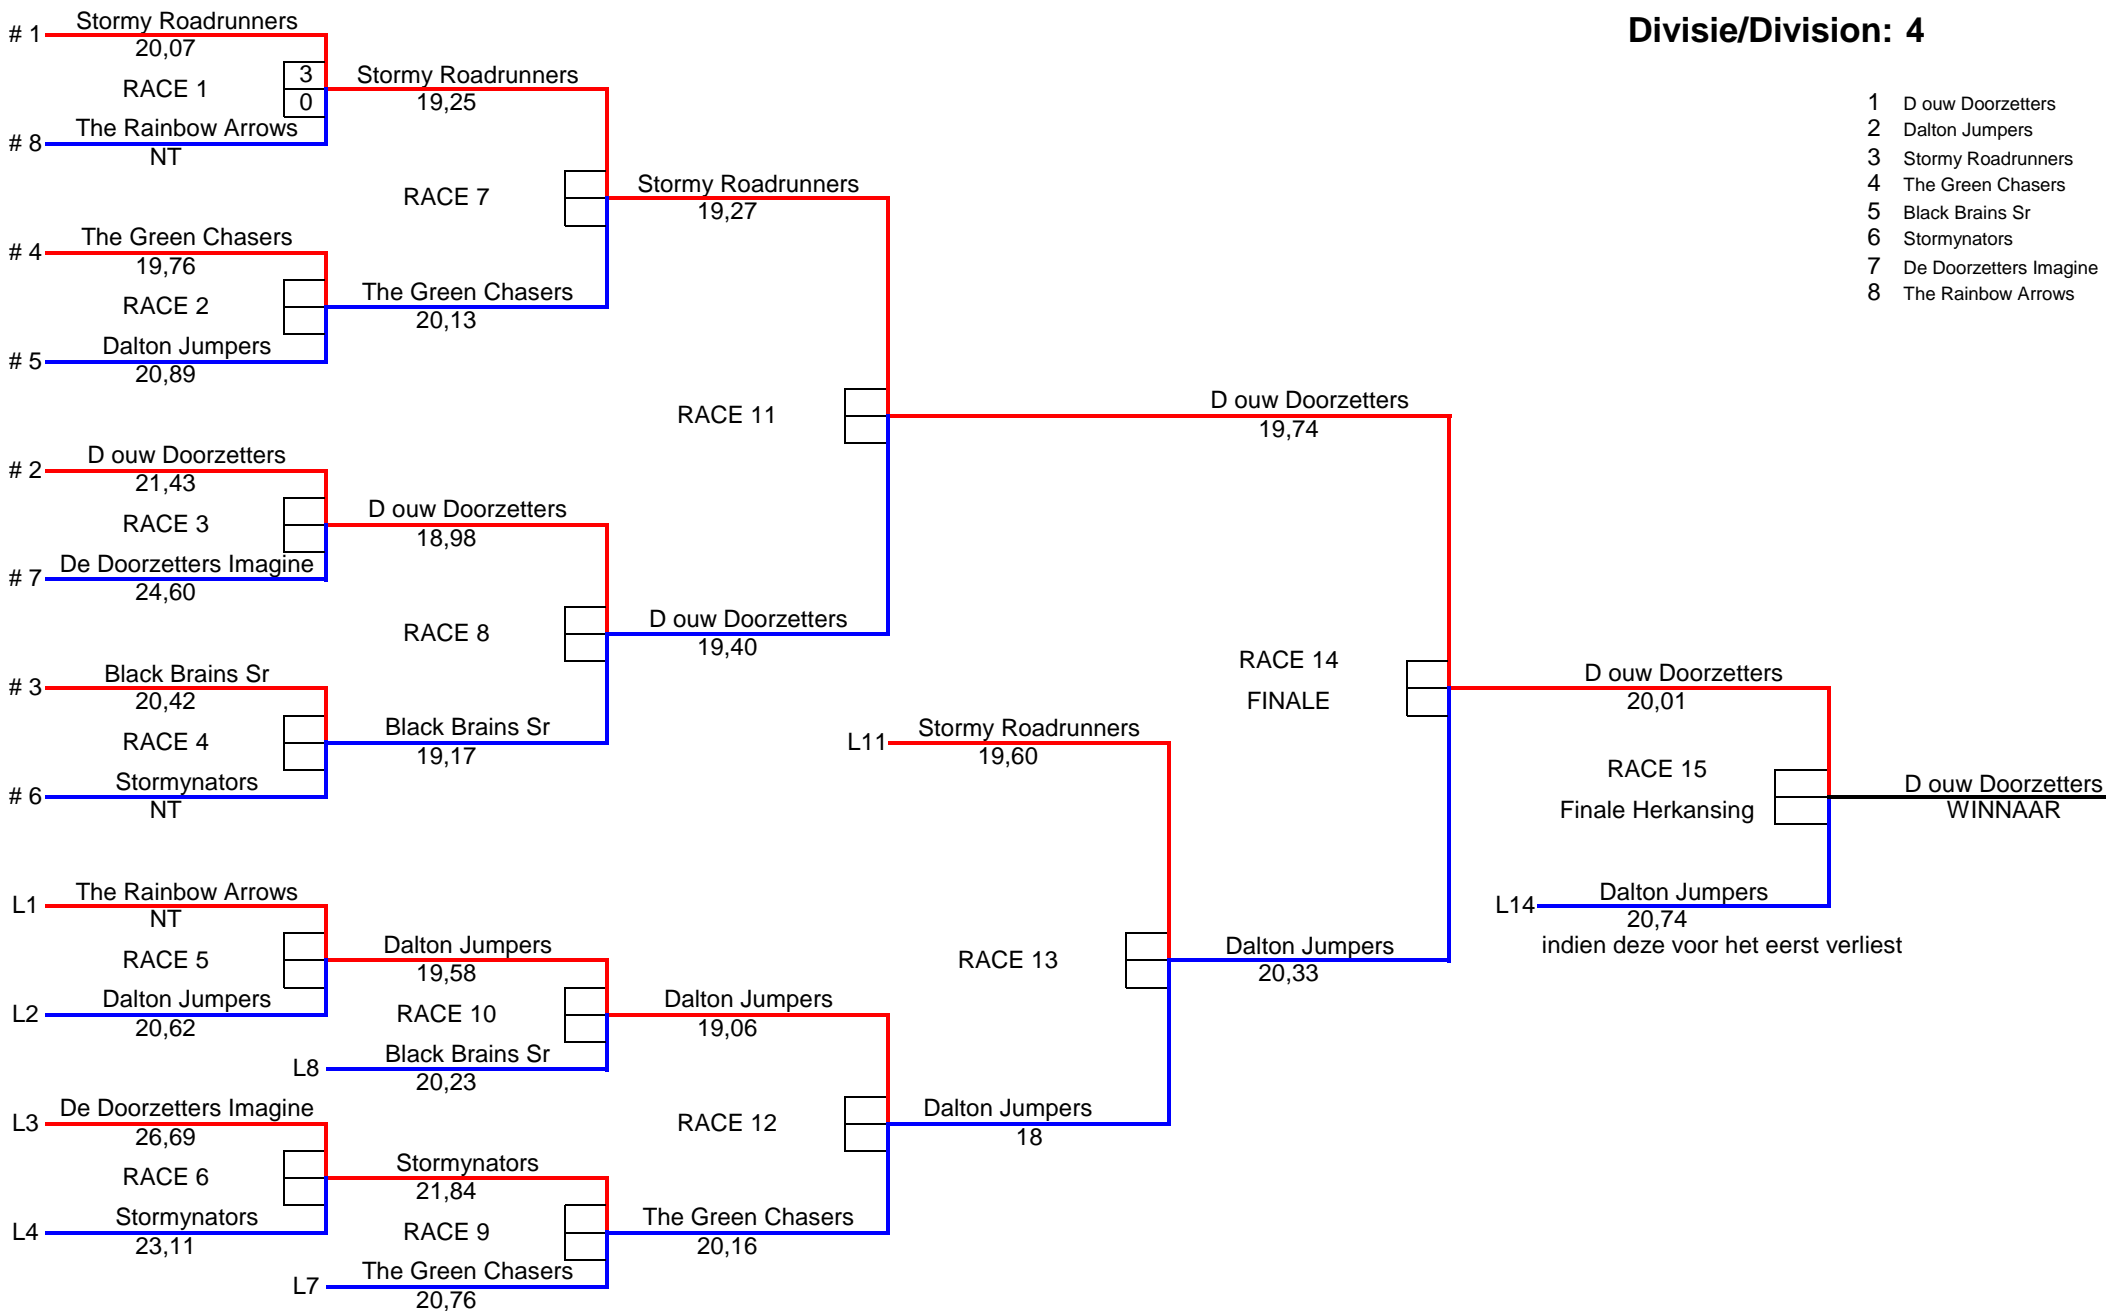 Divisie/Division: 4
1 D ouw Doorzetters
2 Dalton Jumpers
3 Stormy Roadrunners
4 The Green Chasers
5 Black Brains Sr
6 Stormynators
7 De Doorzetters Imagine
8 The Rainbow Arrows
# 1 Stormy Roadrunners
20,07
RACE 1
3
0
# 8 The Rainbow Arrows
NT
# 4 The Green Chasers
19,76
RACE 2
# 5 Dalton Jumpers
20,89
# 2 D ouw Doorzetters
21,43
RACE 3
# 7 De Doorzetters Imagine
24,60
# 3 Black Brains Sr
20,42
RACE 4
# 6 Stormynators
NT
L1 The Rainbow Arrows
NT
RACE 5
L2 Dalton Jumpers
20,62
L3 De Doorzetters Imagine
26,69
RACE 6
L4 Stormynators
23,11
Stormy Roadrunners
19,25
RACE 7
The Green Chasers
20,13
D ouw Doorzetters
18,98
RACE 8
Black Brains Sr
19,17
Dalton Jumpers
19,58
RACE 10
L8 Black Brains Sr
20,23
Stormynators
21,84
RACE 9
L7 The Green Chasers
20,76
Stormy Roadrunners
19,27
RACE 11
D ouw Doorzetters
19,40
Dalton Jumpers
19,06
RACE 12
The Green Chasers
20,16
L11 Stormy Roadrunners
19,60
RACE 13
Dalton Jumpers
18
D ouw Doorzetters
19,74
RACE 14
FINALE
Dalton Jumpers
20,33
D ouw Doorzetters
20,01
RACE 15
Finale Herkansing
L14 Dalton Jumpers
20,74
indien deze voor het eerst verliest
D ouw Doorzetters
WINNAAR